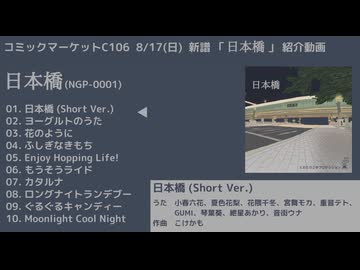 コミックマーケットC106 8/17(日) 新譜 「 日本橋 」 紹介動画
日本橋 (NGP-0001)
01. 日本橋 (Short Ver.)
02. ヨーグルトのうた
03. 花のように
04. ふしぎなきもち
05. Enjoy Hopping Life!
06. もうそうライド
07. カタルナ
08. ロングナイトランデブー
09. ぐるぐるキャンディー
10. Moonlight Cool Night
日本橋
日本橋 (Short Ver.)
うた 小春六花、夏色花梨、花隈千冬、宮舞モカ、重音テト、
GUMI、琴葉葵、紲星あかり、音街ウナ
作曲 こけかも